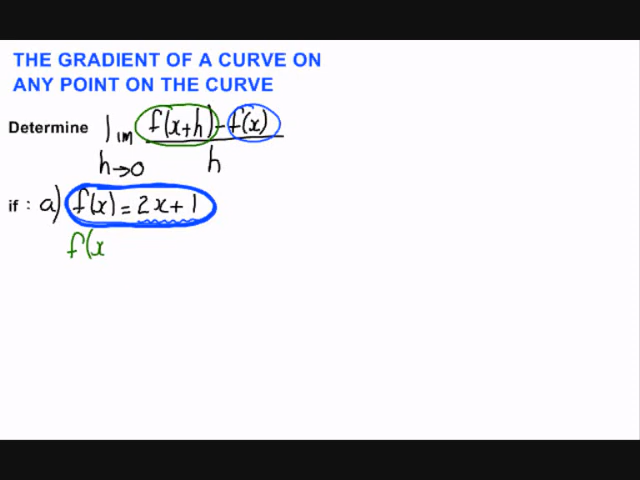 THE GRADIENT OF A CURVE ON
ANY POINT ON THE CURVE
Determine lim h→0 f(x+h) - f(x) / h
if : a) f(x) = 2x + 1
f(x